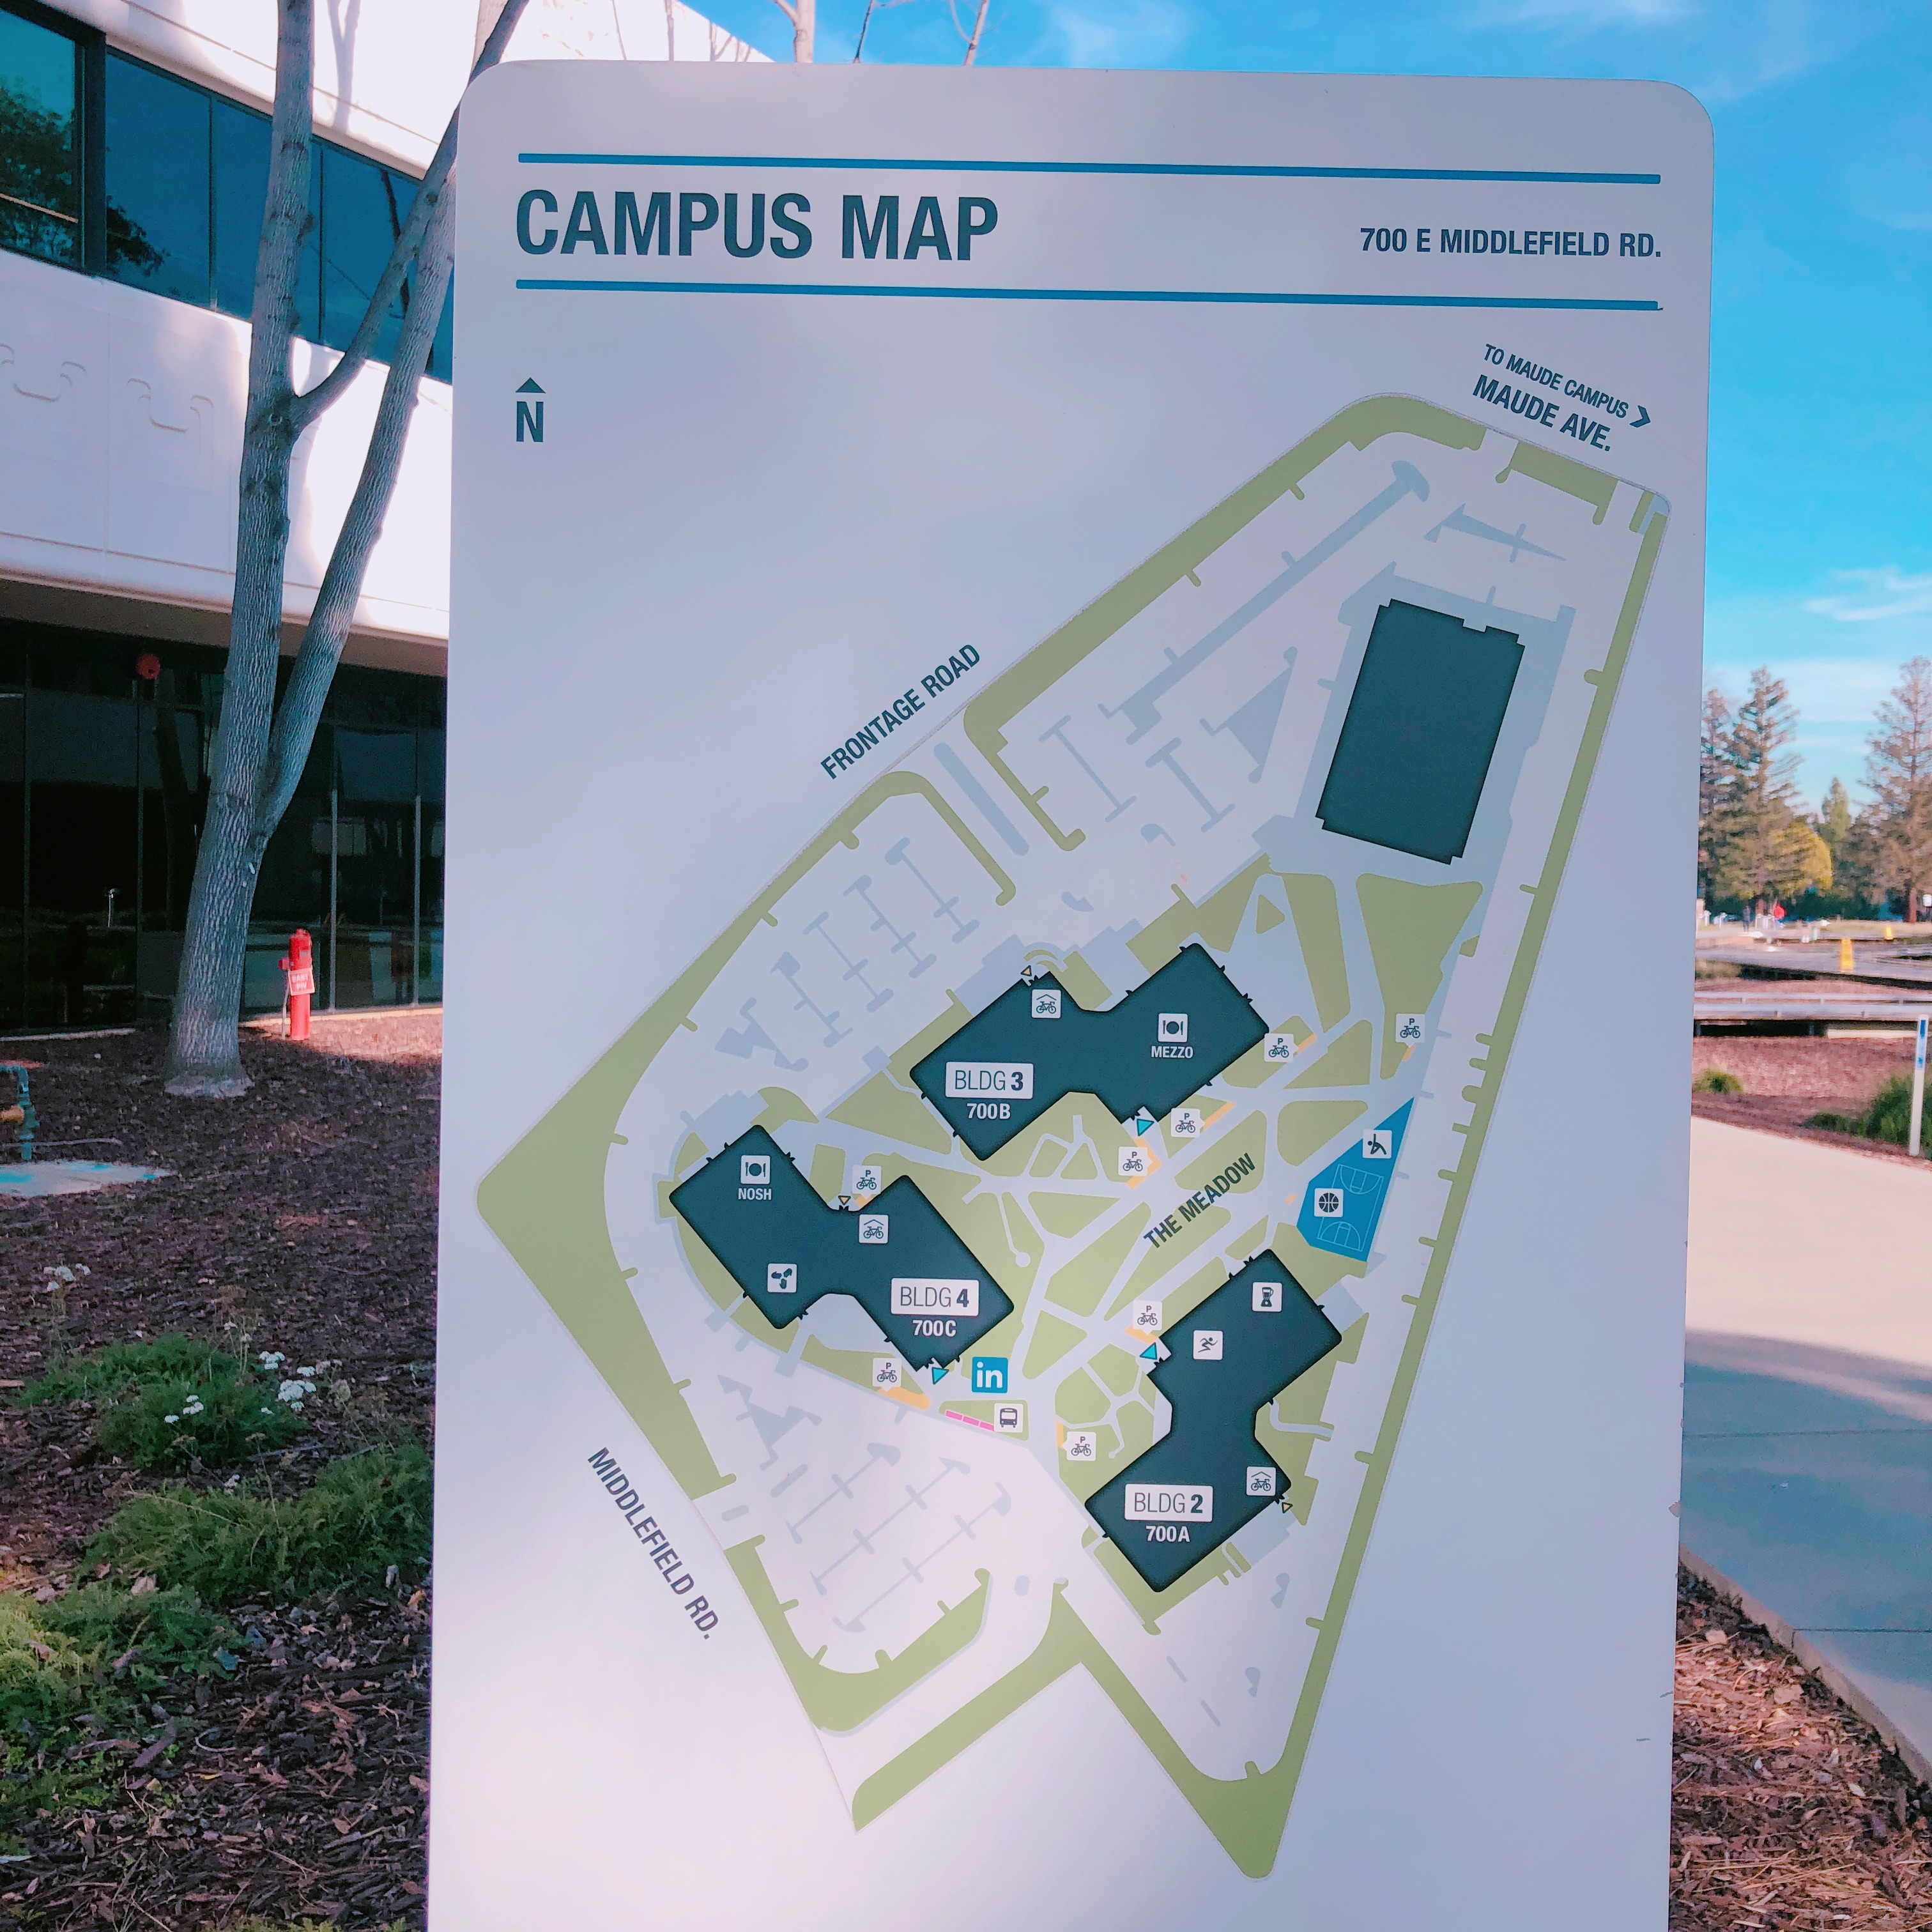 CAMPUS MAP
700 E MIDDLEFIELD RD.
TO MAUDE CAMPUS
MAUDE AVE.
N
FRONTAGE ROAD
MEZZO
BLDG 3
700B
P
P
P
P
THE MEADOW
NOSH
P
BLDG 4
700C
P
P
in
P
BLDG 2
700A
MIDDLEFIELD RD.